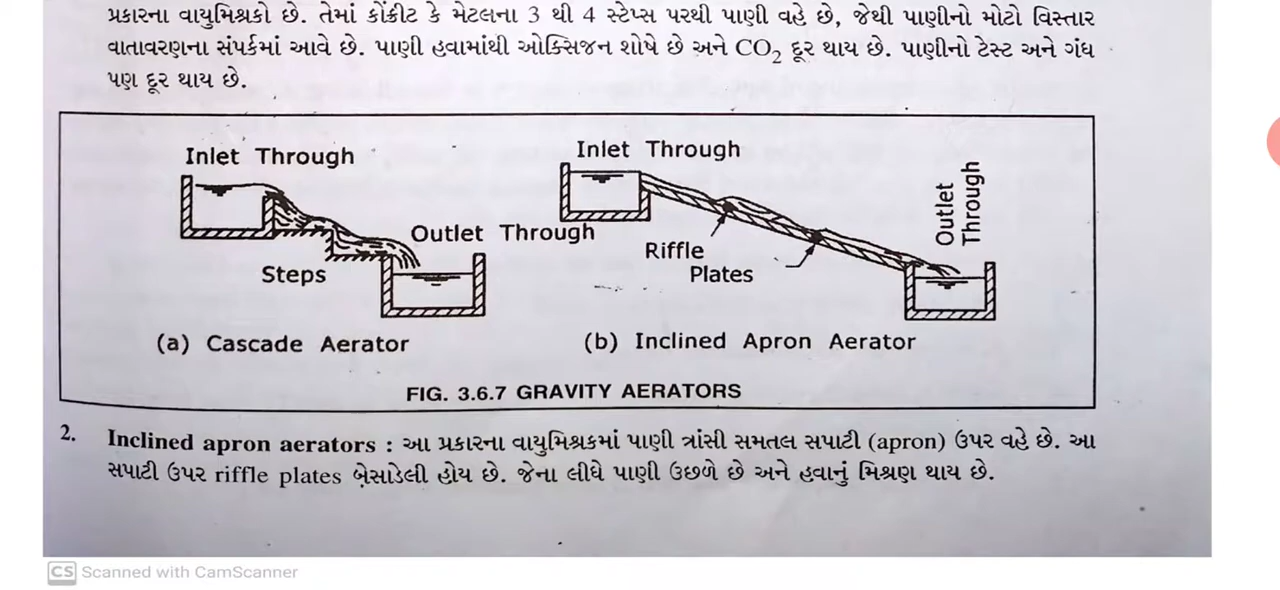 પ્રકારના વાયુમિશ્રકો છે. તેમાં કોંક્રીટ કે મેટલના 3 થી 4 સ્ટેપ્સ પરથી પાણી વહે છે, જેથી પાણીનો મોટો વિસ્તાર
વાતાવરણના સંપર્કમાં આવે છે. પાણી હવામાંથી ઓક્સિજન શોષે છે અને CO₂ દૂર થાય છે. પાણીનો ટેસ્ટ અને ગંધ
પણ દૂર થાય છે.
Inlet Through
Outlet Through
Steps
(a) Cascade Aerator
Inlet Through
Riffle
Plates
Outlet
Through
(b) Inclined Apron Aerator
FIG. 3.6.7 GRAVITY AERATORS
2. Inclined apron aerators : આ પ્રકારના વાયુમિશ્રકમાં પાણી ત્રાંસી સમતલ સપાટી (apron) ઉપર વહે છે. આ
સપાટી ઉપર riffle plates બેસાડેલી હોય છે. જેના લીધે પાણી ઉછળે છે અને હવાનું મિશ્રણ થાય છે.
CS Scanned with CamScanner